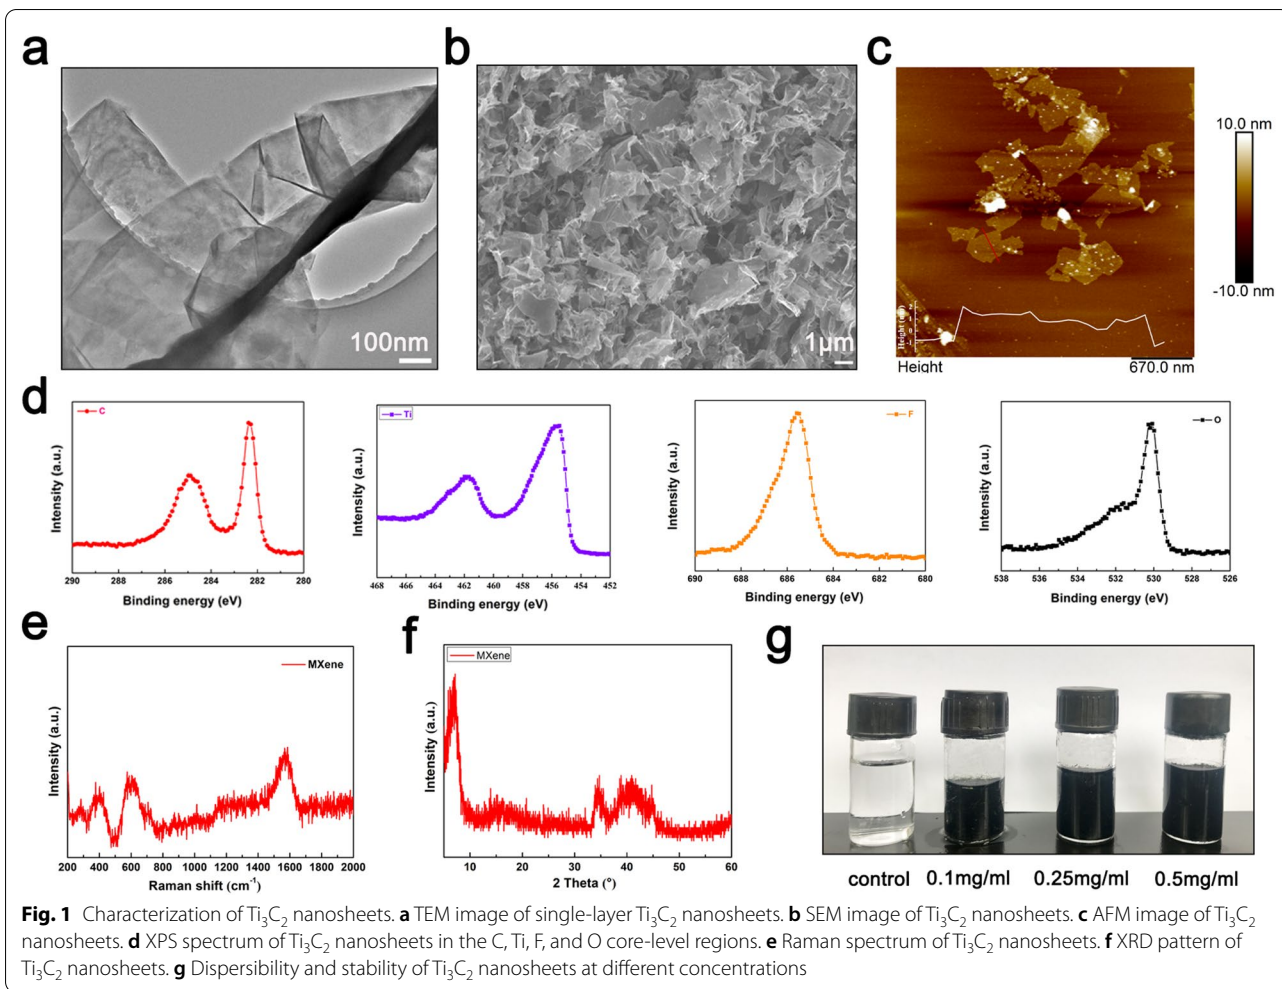 a
b
c
100nm
1μm
10.0 nm
-10.0 nm
Height (nm)
2
1
0
-1
Height
670.0 nm
d
C
Intensity (a.u.)
290 288 286 284 282 280
Binding energy (eV)
Ti
Intensity (a.u.)
468 466 464 462 460 458 456 454 452
Binding energy (eV)
F
Intensity (a.u.)
690 688 686 684 682 680
Binding energy (eV)
O
Intensity (a.u.)
538 536 534 532 530 528 526
Binding energy (eV)
e
MXene
Intensity (a.u.)
200 400 600 800 1000 1200 1400 1600 1800 2000
Raman shift (cm⁻¹)
f
MXene
Intensity (a.u.)
10 20 30 40 50 60
2 Theta (°)
g
control 0.1mg/ml 0.25mg/ml 0.5mg/ml
Fig. 1 Characterization of Ti₃C₂ nanosheets. a TEM image of single-layer Ti₃C₂ nanosheets. b SEM image of Ti₃C₂ nanosheets. c AFM image of Ti₃C₂
nanosheets. d XPS spectrum of Ti₃C₂ nanosheets in the C, Ti, F, and O core-level regions. e Raman spectrum of Ti₃C₂ nanosheets. f XRD pattern of
Ti₃C₂ nanosheets. g Dispersibility and stability of Ti₃C₂ nanosheets at different concentrations